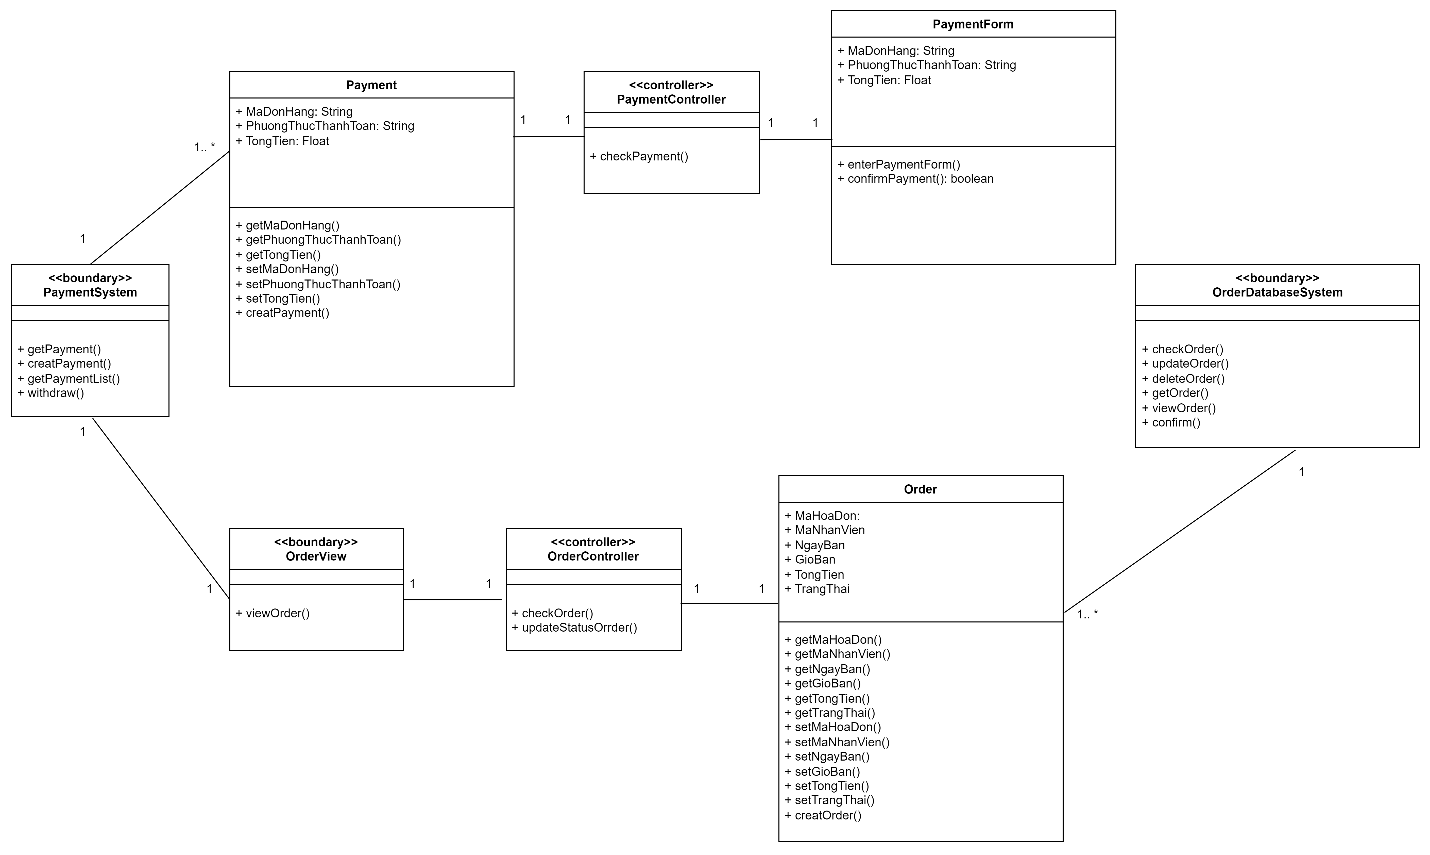 PaymentForm
+ MaDonHang: String
+ PhuongThucThanhToan: String
+ TongTien: Float
+ enterPaymentForm()
+ confirmPayment(): boolean
Payment
+ MaDonHang: String
+ PhuongThucThanhToan: String
+ TongTien: Float
+ getMaDonHang()
+ getPhuongThucThanhToan()
+ getTongTien()
+ setMaDonHang()
+ setPhuongThucThanhToan()
+ setTongTien()
+ creatPayment()
<<controller>>
PaymentController
+ checkPayment()
1
1
1
1
1.. *
1
<<boundary>>
PaymentSystem
+ getPayment()
+ creatPayment()
+ getPaymentList()
+ withdraw()
1
1
<<boundary>>
OrderDatabaseSystem
+ checkOrder()
+ updateOrder()
+ deleteOrder()
+ getOrder()
+ viewOrder()
+ confirm()
1
1.. *
<<boundary>>
OrderView
+ viewOrder()
1
1
<<controller>>
OrderController
+ checkOrder()
+ updateStatusOrrder()
1
1
Order
+ MaHoaDon:
+ MaNhanVien
+ NgayBan
+ GioBan
+ TongTien
+ TrangThai
+ getMaHoaDon()
+ getMaNhanVien()
+ getNgayBan()
+ getGioBan()
+ getTongTien()
+ getTrangThai()
+ setMaHoaDon()
+ setMaNhanVien()
+ setNgayBan()
+ setGioBan()
+ setTongTien()
+ setTrangThai()
+ creatOrder()